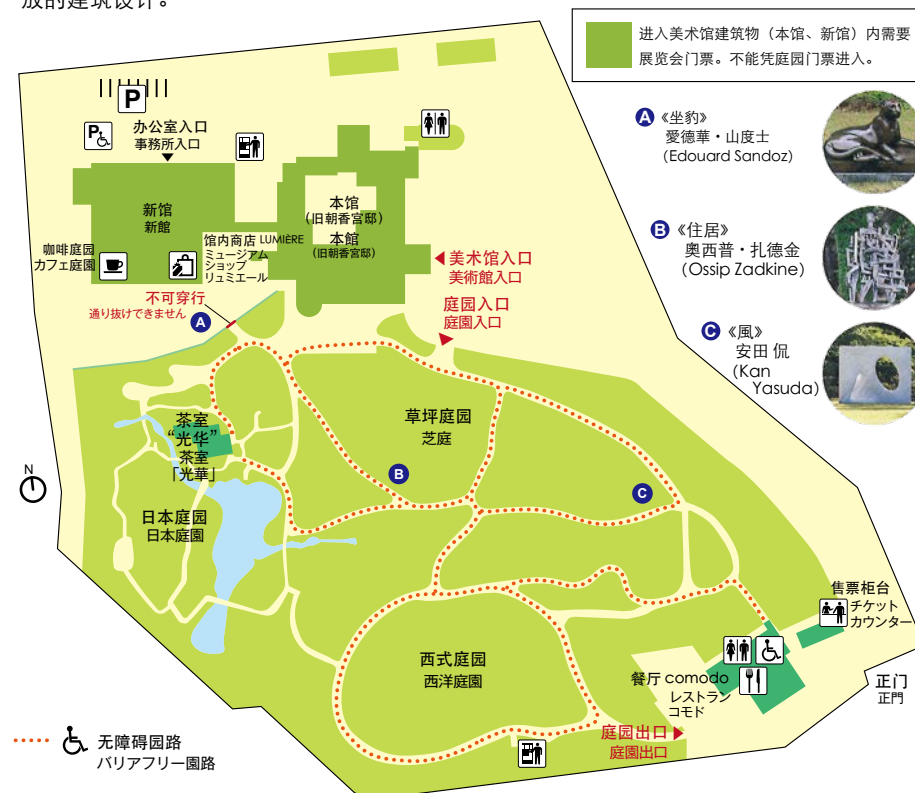 放的建筑设计。
进入美术馆建筑物（本馆、新馆）内需要
展览会门票。不能凭庭园门票进入。
A 《坐豹》
愛德華・山度士
(Edouard Sandoz)
B 《住居》
奥西普・扎德金
(Ossip Zadkine)
C 《風》
安田 侃
(Kan
Yasuda)
P
P
办公室入口
事務所入口
新馆
新館
本馆
(旧朝香宮邸)
本館
(旧朝香宮邸)
咖啡庭园
カフェ庭園
馆内商店 LUMIÈRE
ミュージアム
ショップ
リュミエール
美术馆入口
美術館入口
不可穿行
通り抜けできません
A
庭园入口
庭園入口
茶室
“光华”
茶室
「光華」
草坪庭园
芝庭
B
C
N
日本庭园
日本庭園
西式庭园
西洋庭園
售票柜台
チケット
カウンター
餐厅 comodo
レストラン
コモド
正门
正門
庭园出口
庭園出口
无障碍园路
バリアフリー園路